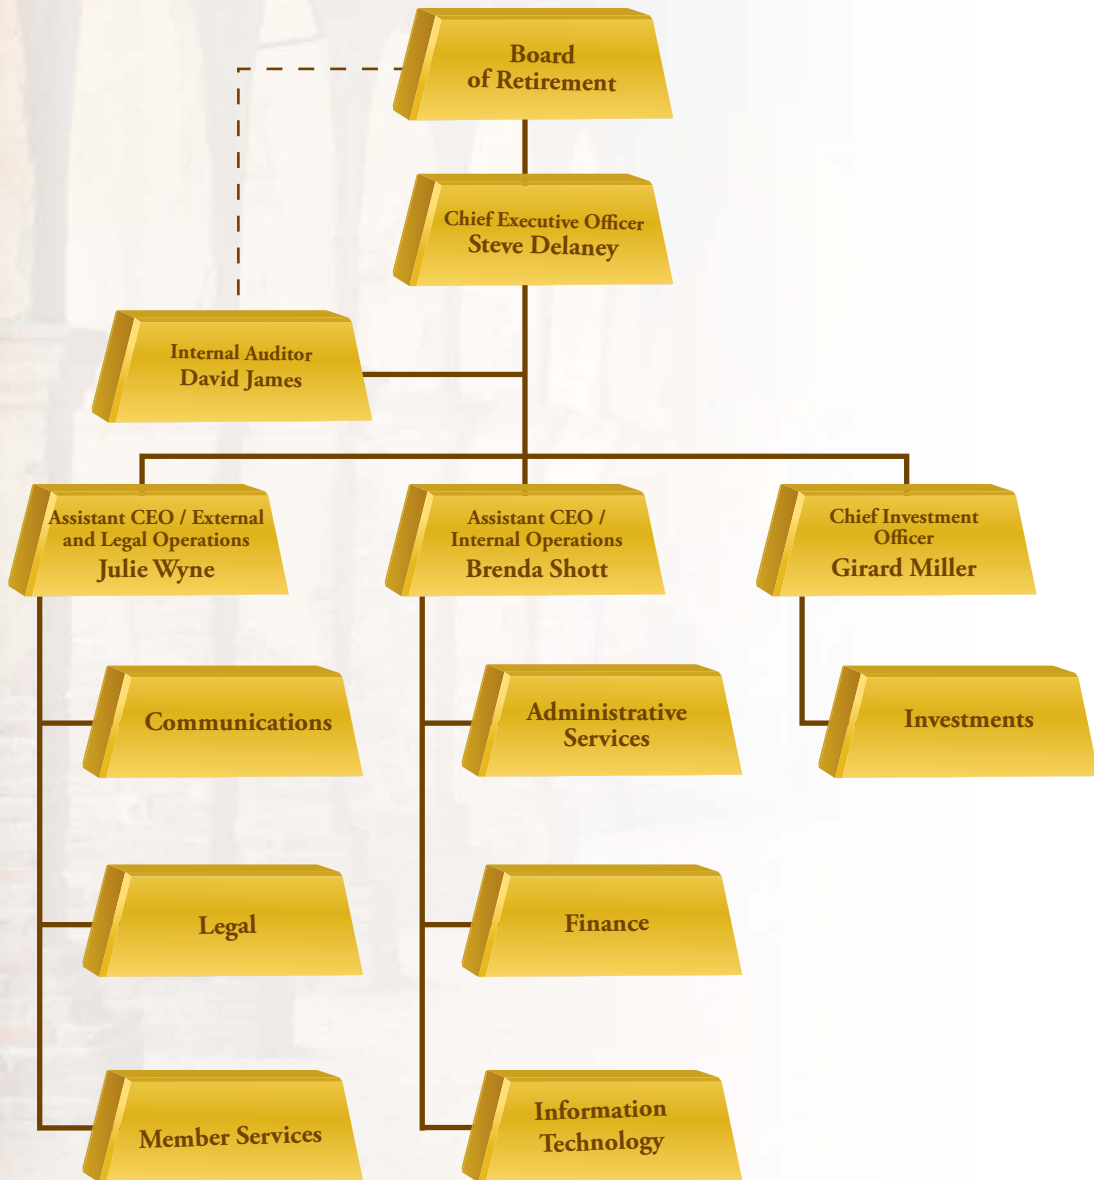 Board
of Retirement
Chief Executive Officer
Steve Delaney
Internal Auditor
David James
Assistant CEO / External
and Legal Operations
Julie Wyne
Assistant CEO /
Internal Operations
Brenda Shott
Chief Investment
Officer
Girard Miller
Communications
Administrative
Services
Investments
Legal
Finance
Member Services
Information
Technology